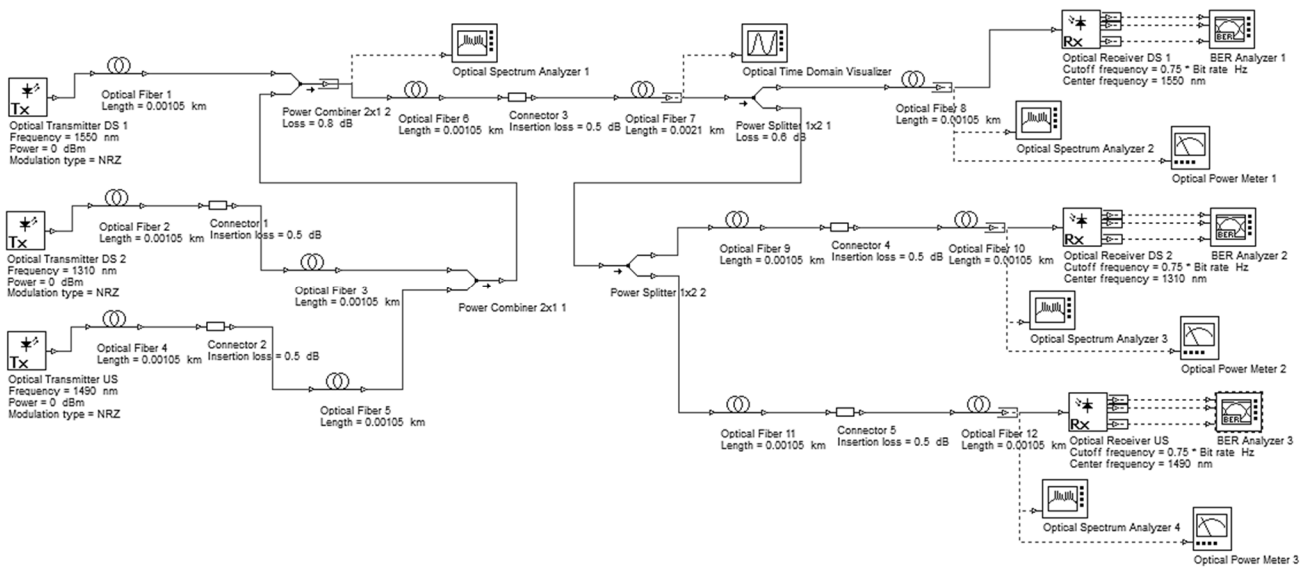 Tx
Optical Transmitter DS 1
Frequency = 1550 nm
Power = 0 dBm
Modulation type = NRZ
Optical Fiber 1
Length = 0.00105 km
Power Combiner 2x1 2
Loss = 0.8 dB
Optical Spectrum Analyzer 1
Optical Fiber 6
Length = 0.00105 km
Connector 3
Insertion loss = 0.5 dB
Optical Fiber 7
Length = 0.0021 km
Optical Time Domain Visualizer
Power Splitter 1x2 1
Loss = 0.6 dB
Optical Fiber 8
Length = 0.00105 km
Rx
Optical Receiver DS 1
Cutoff frequency = 0.75 * Bit rate Hz
Center frequency = 1550 nm
BER
BER Analyzer 1
Optical Spectrum Analyzer 2
Optical Power Meter 1
Tx
Optical Transmitter DS 2
Frequency = 1310 nm
Power = 0 dBm
Modulation type = NRZ
Optical Fiber 2
Length = 0.00105 km
Connector 1
Insertion loss = 0.5 dB
Optical Fiber 3
Length = 0.00105 km
Power Combiner 2x1 1
Power Splitter 1x2 2
Optical Fiber 9
Length = 0.00105 km
Connector 4
Insertion loss = 0.5 dB
Optical Fiber 10
Length = 0.00105 km
Rx
Optical Receiver DS 2
Cutoff frequency = 0.75 * Bit rate Hz
Center frequency = 1310 nm
BER
BER Analyzer 2
Optical Spectrum Analyzer 3
Optical Power Meter 2
Tx
Optical Transmitter US
Frequency = 1490 nm
Power = 0 dBm
Modulation type = NRZ
Optical Fiber 4
Length = 0.00105 km
Connector 2
Insertion loss = 0.5 dB
Optical Fiber 5
Length = 0.00105 km
Optical Fiber 11
Length = 0.00105 km
Connector 5
Insertion loss = 0.5 dB
Optical Fiber 12
Length = 0.00105 km
Rx
Optical Receiver US
Cutoff frequency = 0.75 * Bit rate Hz
Center frequency = 1490 nm
BER
BER Analyzer 3
Optical Spectrum Analyzer 4
Optical Power Meter 3